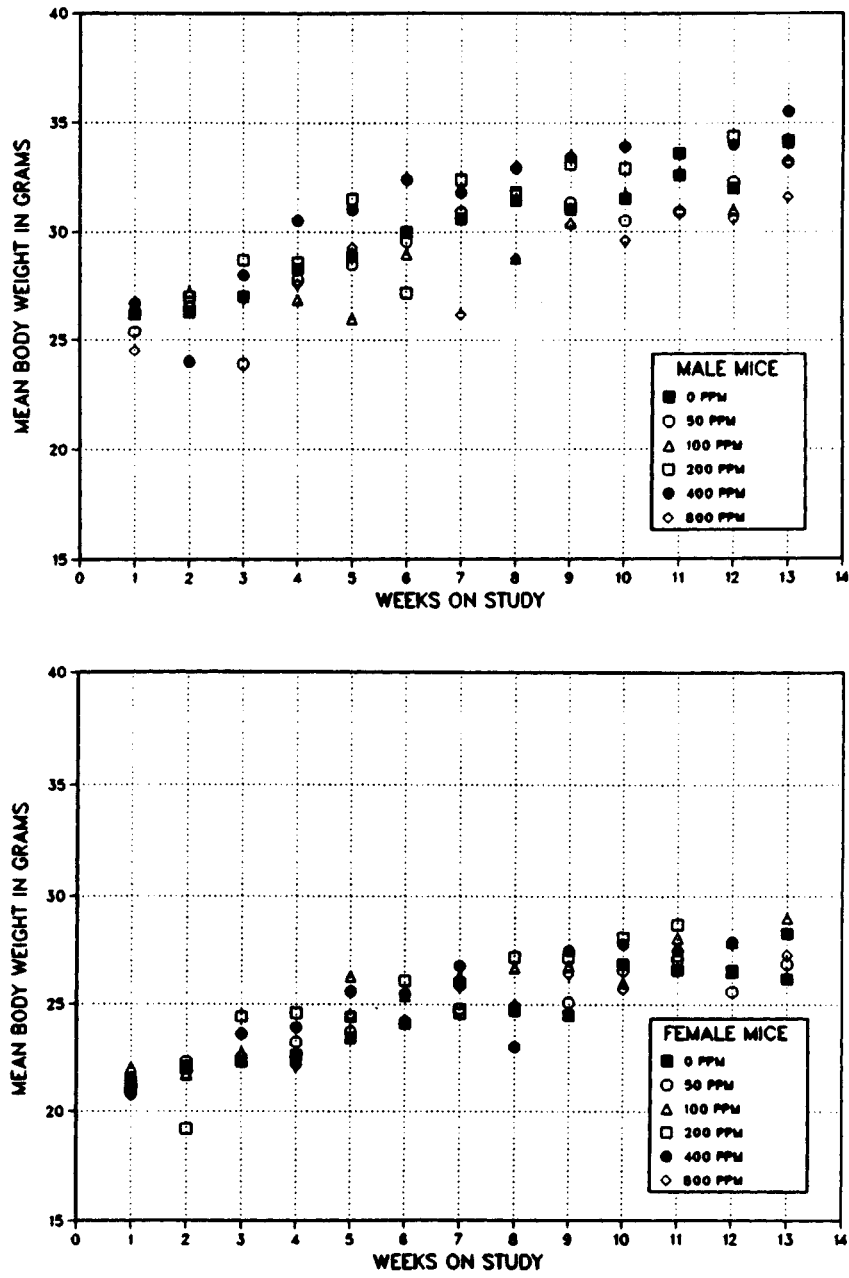 40
35
30
25
20
15
MEAN BODY WEIGHT IN GRAMS
MALE MICE
0 PPM
50 PPM
100 PPM
200 PPM
400 PPM
800 PPM
0 1 2 3 4 5 6 7 8 9 10 11 12 13 14
WEEKS ON STUDY
40
35
30
25
20
15
MEAN BODY WEIGHT IN GRAMS
FEMALE MICE
0 PPM
50 PPM
100 PPM
200 PPM
400 PPM
800 PPM
0 1 2 3 4 5 6 7 8 9 10 11 12 13 14
WEEKS ON STUDY